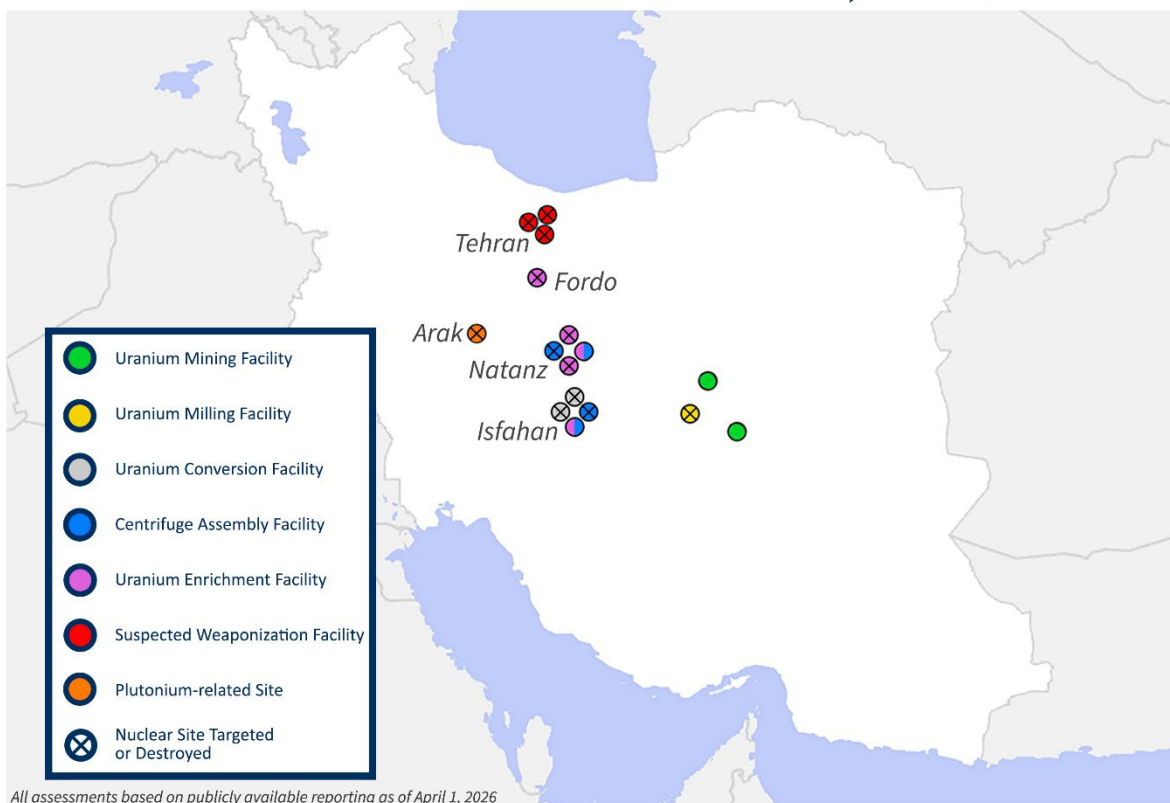 Tehran
Fordo
Arak
Natanz
Isfahan
Uranium Mining Facility
Uranium Milling Facility
Uranium Conversion Facility
Centrifuge Assembly Facility
Uranium Enrichment Facility
Suspected Weaponization Facility
Plutonium-related Site
Nuclear Site Targeted
or Destroyed
All assessments based on publicly available reporting as of April 1, 2026